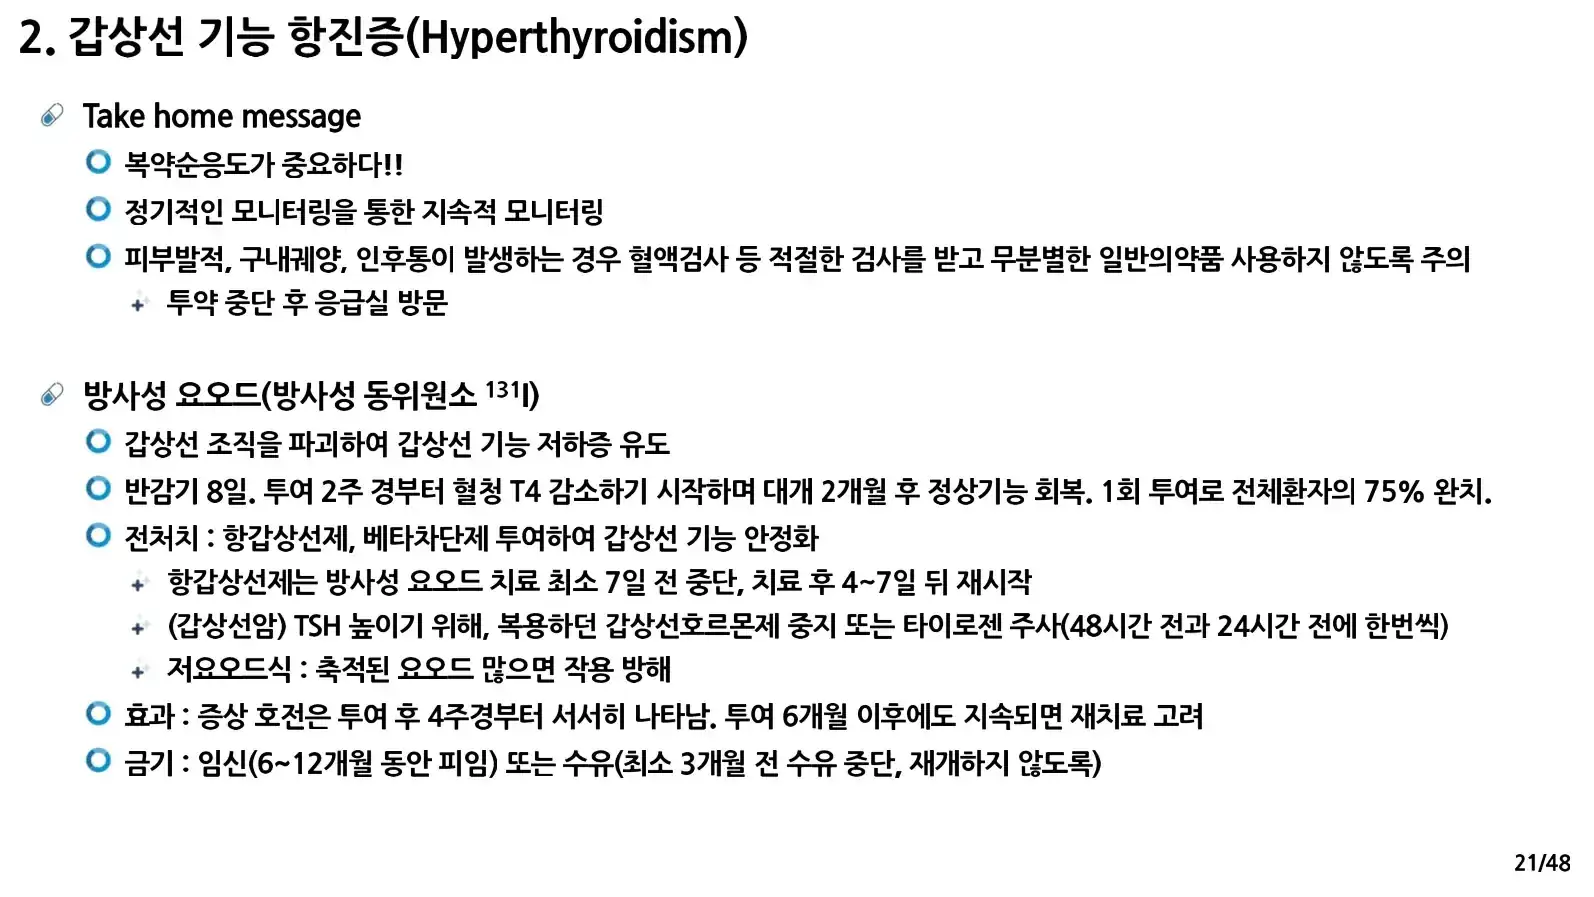 2. 갑상선 기능 항진증(Hyperthyroidism)
Take home message
복약순응도가 중요하다!!
정기적인 모니터링을 통한 지속적 모니터링
피부발적, 구내궤양, 인후통이 발생하는 경우 혈액검사 등 적절한 검사를 받고 무분별한 일반의약품 사용하지 않도록 주의
투약 중단 후 응급실 방문
방사성 요오드(방사성 동위원소 ¹³¹I)
갑상선 조직을 파괴하여 갑상선 기능 저하증 유도
반감기 8일. 투여 2주 경부터 혈청 T4 감소하기 시작하며 대개 2개월 후 정상기능 회복. 1회 투여로 전체환자의 75% 완치.
전처치 : 항갑상선제, 베타차단제 투여하여 갑상선 기능 안정화
항갑상선제는 방사성 요오드 치료 최소 7일 전 중단, 치료 후 4~7일 뒤 재시작
(갑상선암) TSH 높이기 위해, 복용하던 갑상선호르몬제 중지 또는 타이로젠 주사(48시간 전과 24시간 전에 한번씩)
저요오드식 : 축적된 요오드 많으면 작용 방해
효과 : 증상 호전은 투여 후 4주경부터 서서히 나타남. 투여 6개월 이후에도 지속되면 재치료 고려
금기 : 임신(6~12개월 동안 피임) 또는 수유(최소 3개월 전 수유 중단, 재개하지 않도록)
21/48